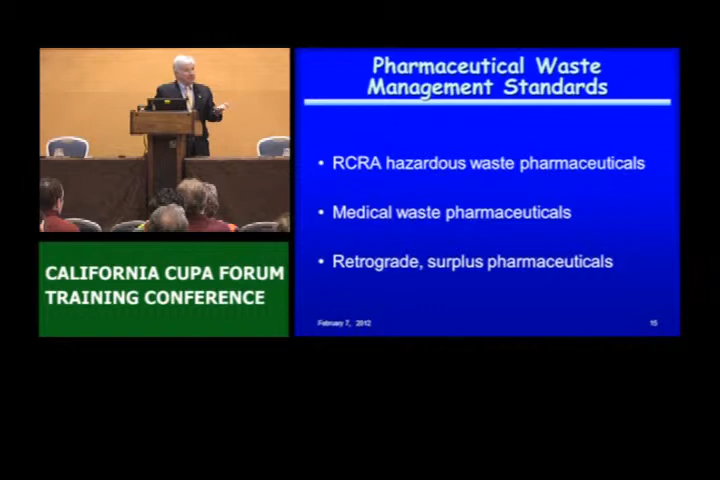 Pharmaceutical Waste
Management Standards
• RCRA hazardous waste pharmaceuticals
• Medical waste pharmaceuticals
• Retrograde, surplus pharmaceuticals
February 7, 2012
15
CALIFORNIA CUPA FORUM
TRAINING CONFERENCE